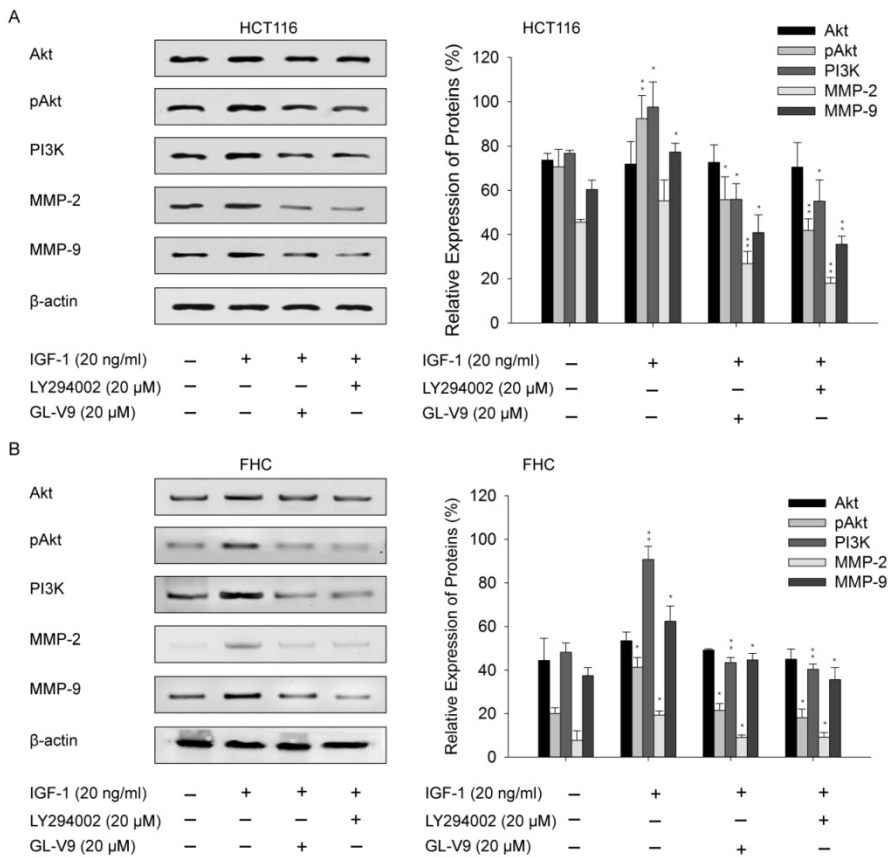 A
HCT116
Akt
pAkt
PI3K
MMP-2
MMP-9
β-actin
IGF-1 (20 ng/ml) – + + +
LY294002 (20 µM) – – – +
GL-V9 (20 µM) – – + –
HCT116
Akt
pAkt
PI3K
MMP-2
MMP-9
Relative Expression of Proteins (%)
120
100
80
60
40
20
0
** * *
* * ** *
** * ** **
IGF-1 (20 ng/ml) – + + +
LY294002 (20 µM) – – – +
GL-V9 (20 µM) – – + –
B
FHC
Akt
pAkt
PI3K
MMP-2
MMP-9
β-actin
IGF-1 (20 ng/ml) – + + +
LY294002 (20 µM) – – – +
GL-V9 (20 µM) – – + –
FHC
Akt
pAkt
PI3K
MMP-2
MMP-9
Relative Expression of Proteins (%)
120
100
80
60
40
20
0
* ** * *
* ** * *
* ** * *
IGF-1 (20 ng/ml) – + + +
LY294002 (20 µM) – – – +
GL-V9 (20 µM) – – + –